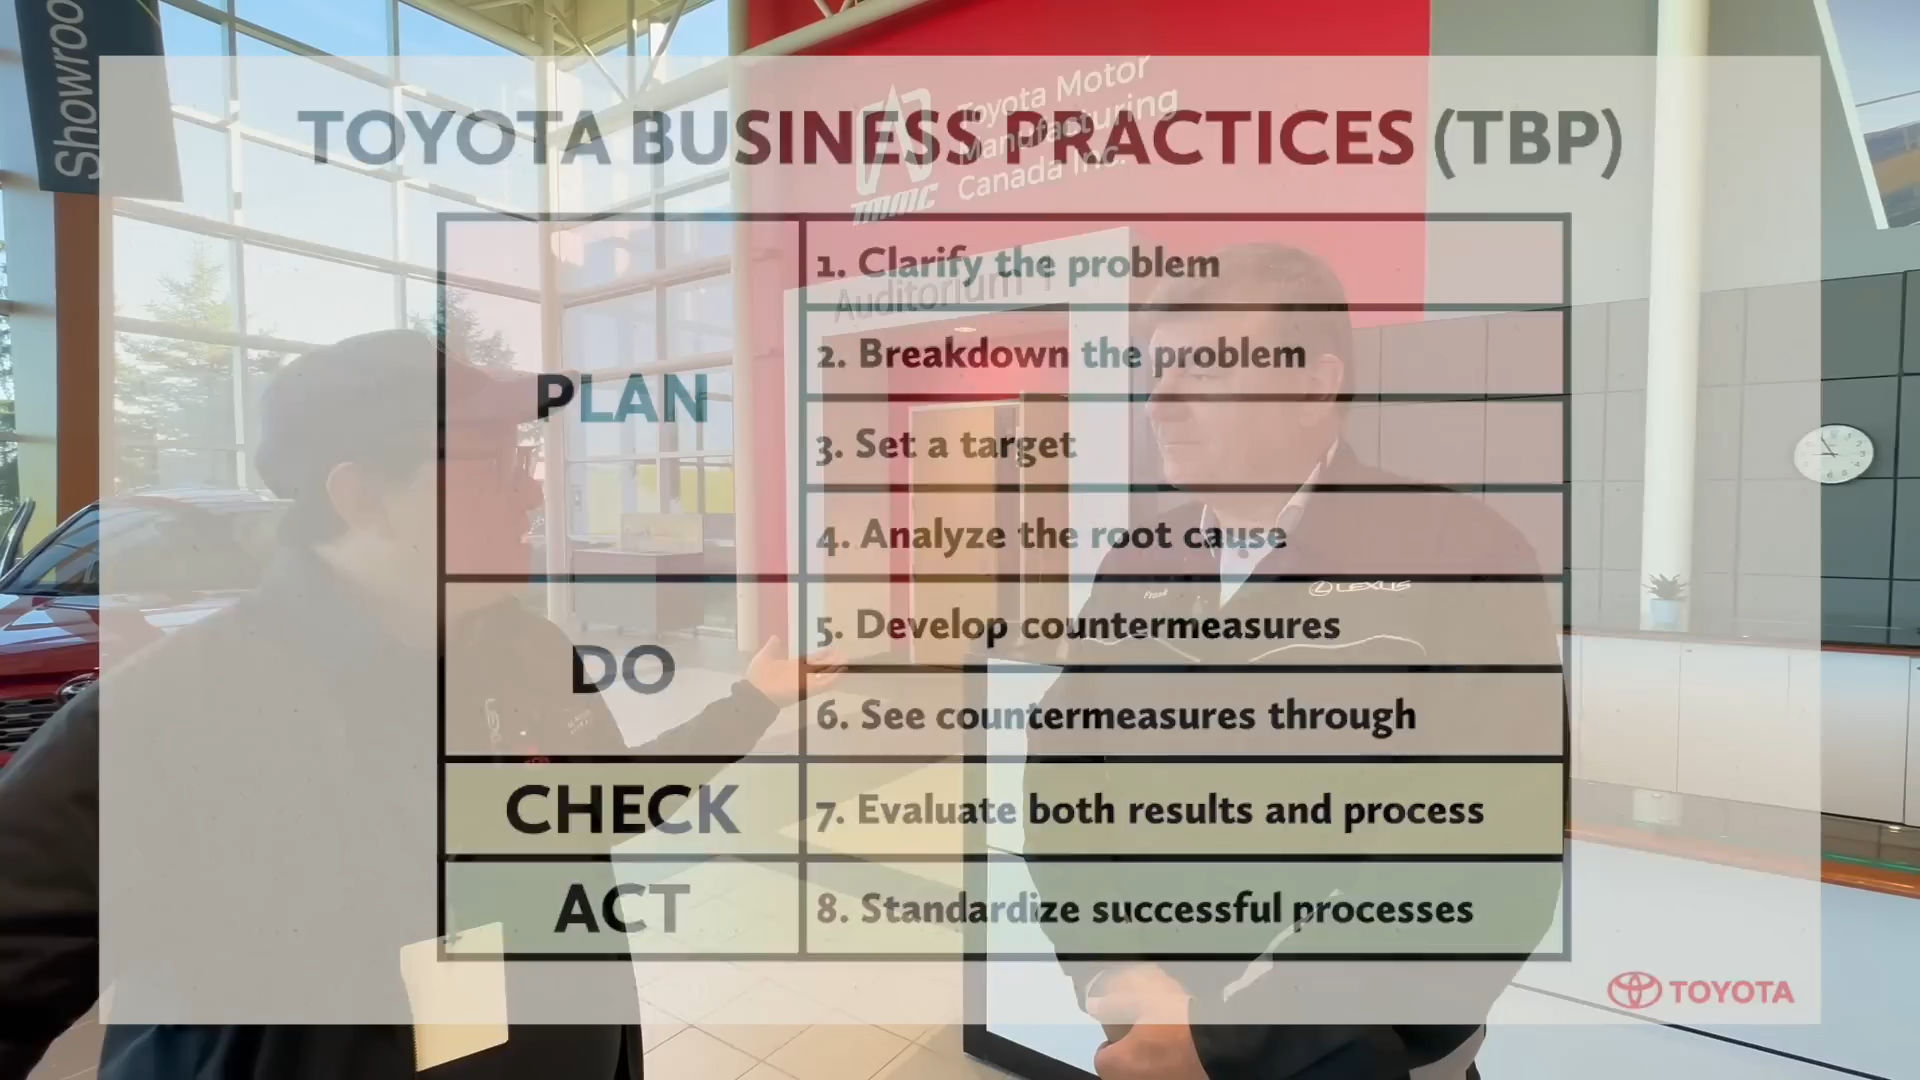 Showroo
TOYOTA BUSINESS PRACTICES (TBP)
Toyota Motor
Manufacturing
Canada Inc.
TMMC
Auditorium
PLAN
1. Clarify the problem
2. Breakdown the problem
3. Set a target
4. Analyze the root cause
Frank
LEXUS
DO
5. Develop countermeasures
6. See countermeasures through
CHECK
7. Evaluate both results and process
ACT
8. Standardize successful processes
TOYOTA